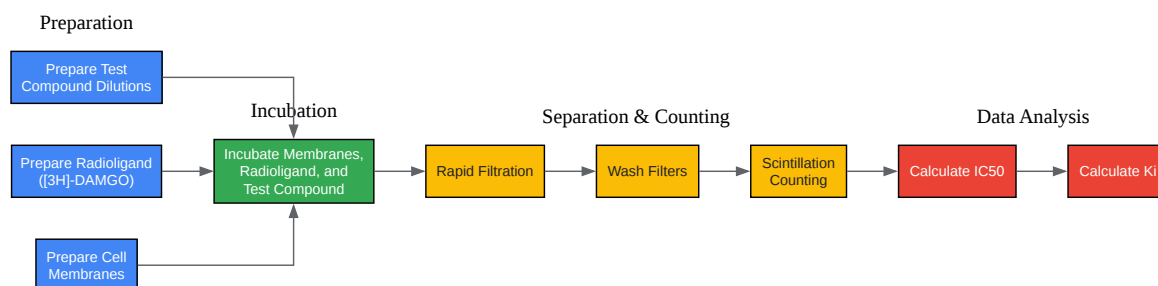 Preparation
Prepare Test
Compound Dilutions
Incubation
Separation & Counting
Data Analysis
Prepare Radioligand
([3H]-DAMGO)
Incubate Membranes,
Radioligand, and
Test Compound
Rapid Filtration
Wash Filters
Scintillation
Counting
Calculate IC50
Calculate Ki
Prepare Cell
Membranes